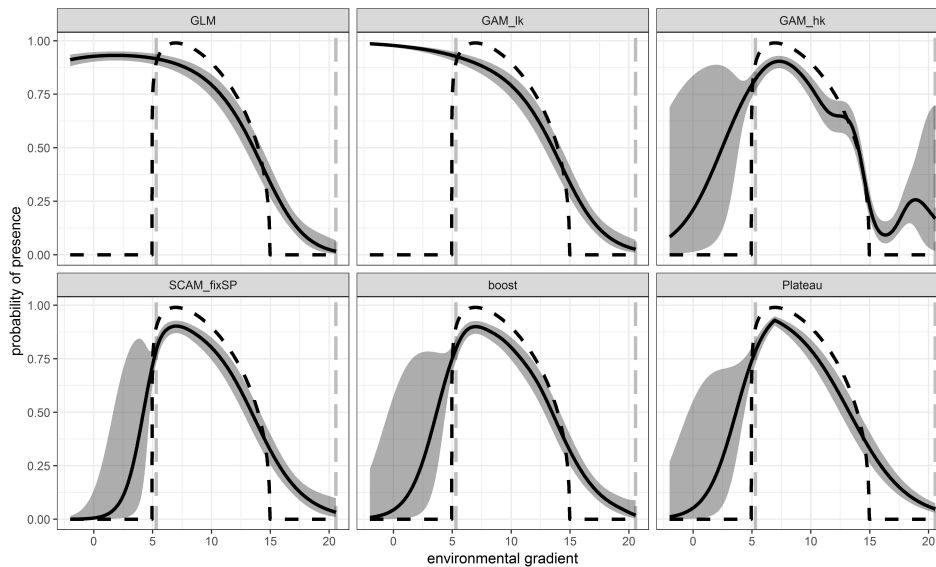 GLM GAM_lk GAM_hk
1.00
0.75
0.50
0.25
0.00
SCAM_fixSP boost Plateau
1.00
0.75
0.50
0.25
0.00
0 5 10 15 20 0 5 10 15 20 0 5 10 15 20
environmental gradient
probability of presence